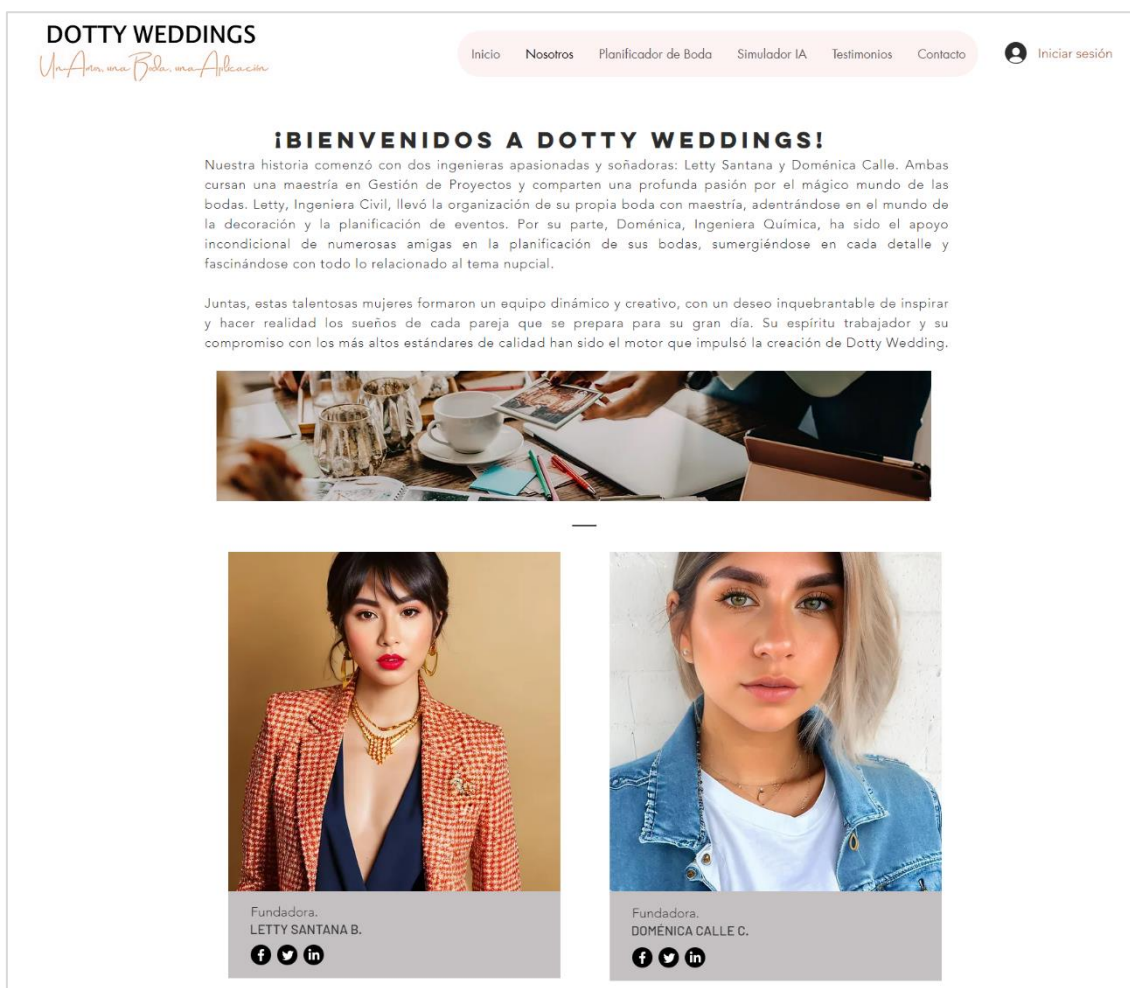 DOTTY WEDDINGS
Un Amor, una Boda, una Aplicación
Inicio Nosotros Planificador de Boda Simulador IA Testimonios Contacto Iniciar sesión
¡BIENVENIDOS A DOTTY WEDDINGS!
Nuestra historia comenzó con dos ingenieras apasionadas y soñadoras: Letty Santana y Doménica Calle. Ambas
cursan una maestría en Gestión de Proyectos y comparten una profunda pasión por el mágico mundo de las
bodas. Letty, Ingeniera Civil, llevó la organización de su propia boda con maestría, adentrándose en el mundo de
la decoración y la planificación de eventos. Por su parte, Doménica, Ingeniera Química, ha sido el apoyo
incondicional de numerosas amigas en la planificación de sus bodas, sumergiéndose en cada detalle y
fascinándose con todo lo relacionado al tema nupcial.
Juntas, estas talentosas mujeres formaron un equipo dinámico y creativo, con un deseo inquebrantable de inspirar
y hacer realidad los sueños de cada pareja que se prepara para su gran día. Su espíritu trabajador y su
compromiso con los más altos estándares de calidad han sido el motor que impulsó la creación de Dotty Wedding.
Fundadora.
LETTY SANTANA B.
Fundadora.
DOMÉNICA CALLE C.